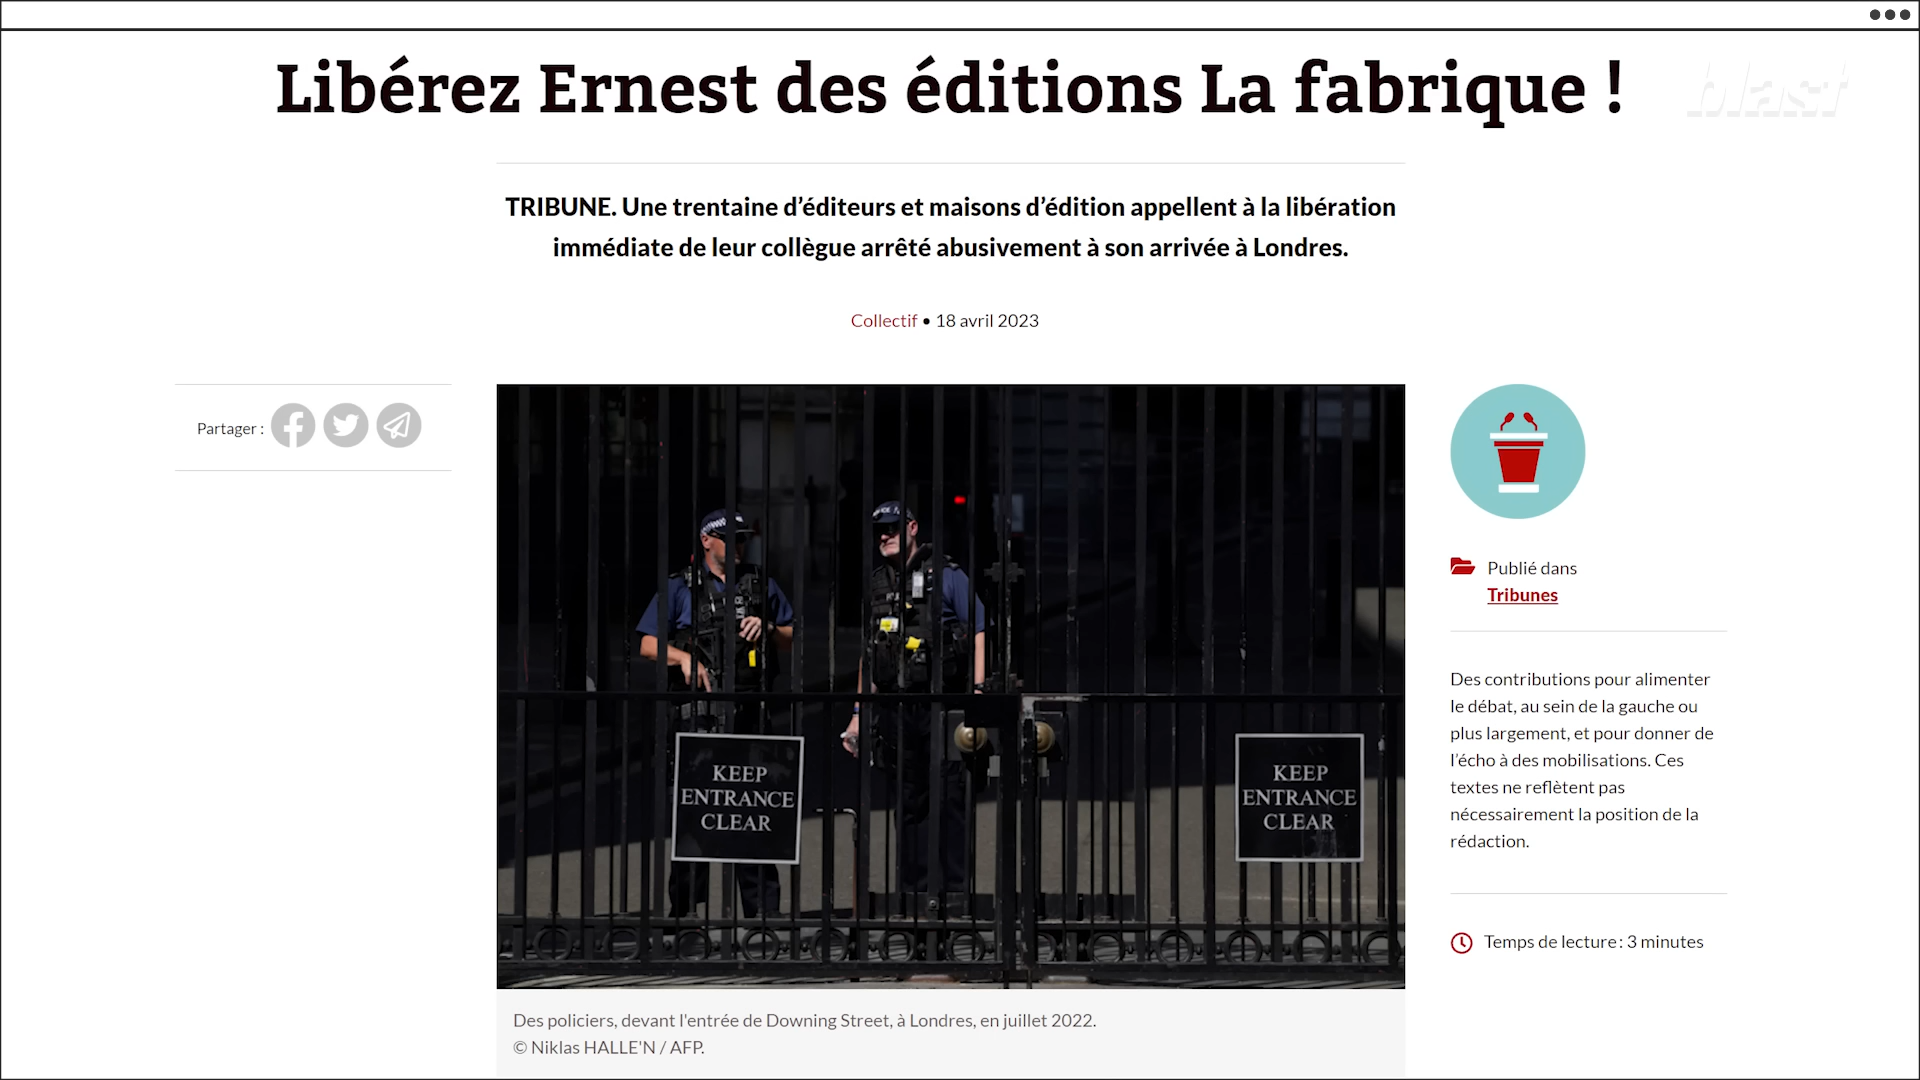 Libérez Ernest des éditions La fabrique !
blast
TRIBUNE. Une trentaine d’éditeurs et maisons d’édition appellent à la libération
immédiate de leur collègue arrêté abusivement à son arrivée à Londres.
Collectif • 18 avril 2023
Partager :
KEEP
ENTRANCE
CLEAR
KEEP
ENTRANCE
CLEAR
Publié dans
Tribunes
Des contributions pour alimenter
le débat, au sein de la gauche ou
plus largement, et pour donner de
l’écho à des mobilisations. Ces
textes ne reflètent pas
nécessairement la position de la
rédaction.
Temps de lecture : 3 minutes
Des policiers, devant l'entrée de Downing Street, à Londres, en juillet 2022.
© Niklas HALLE'N / AFP.